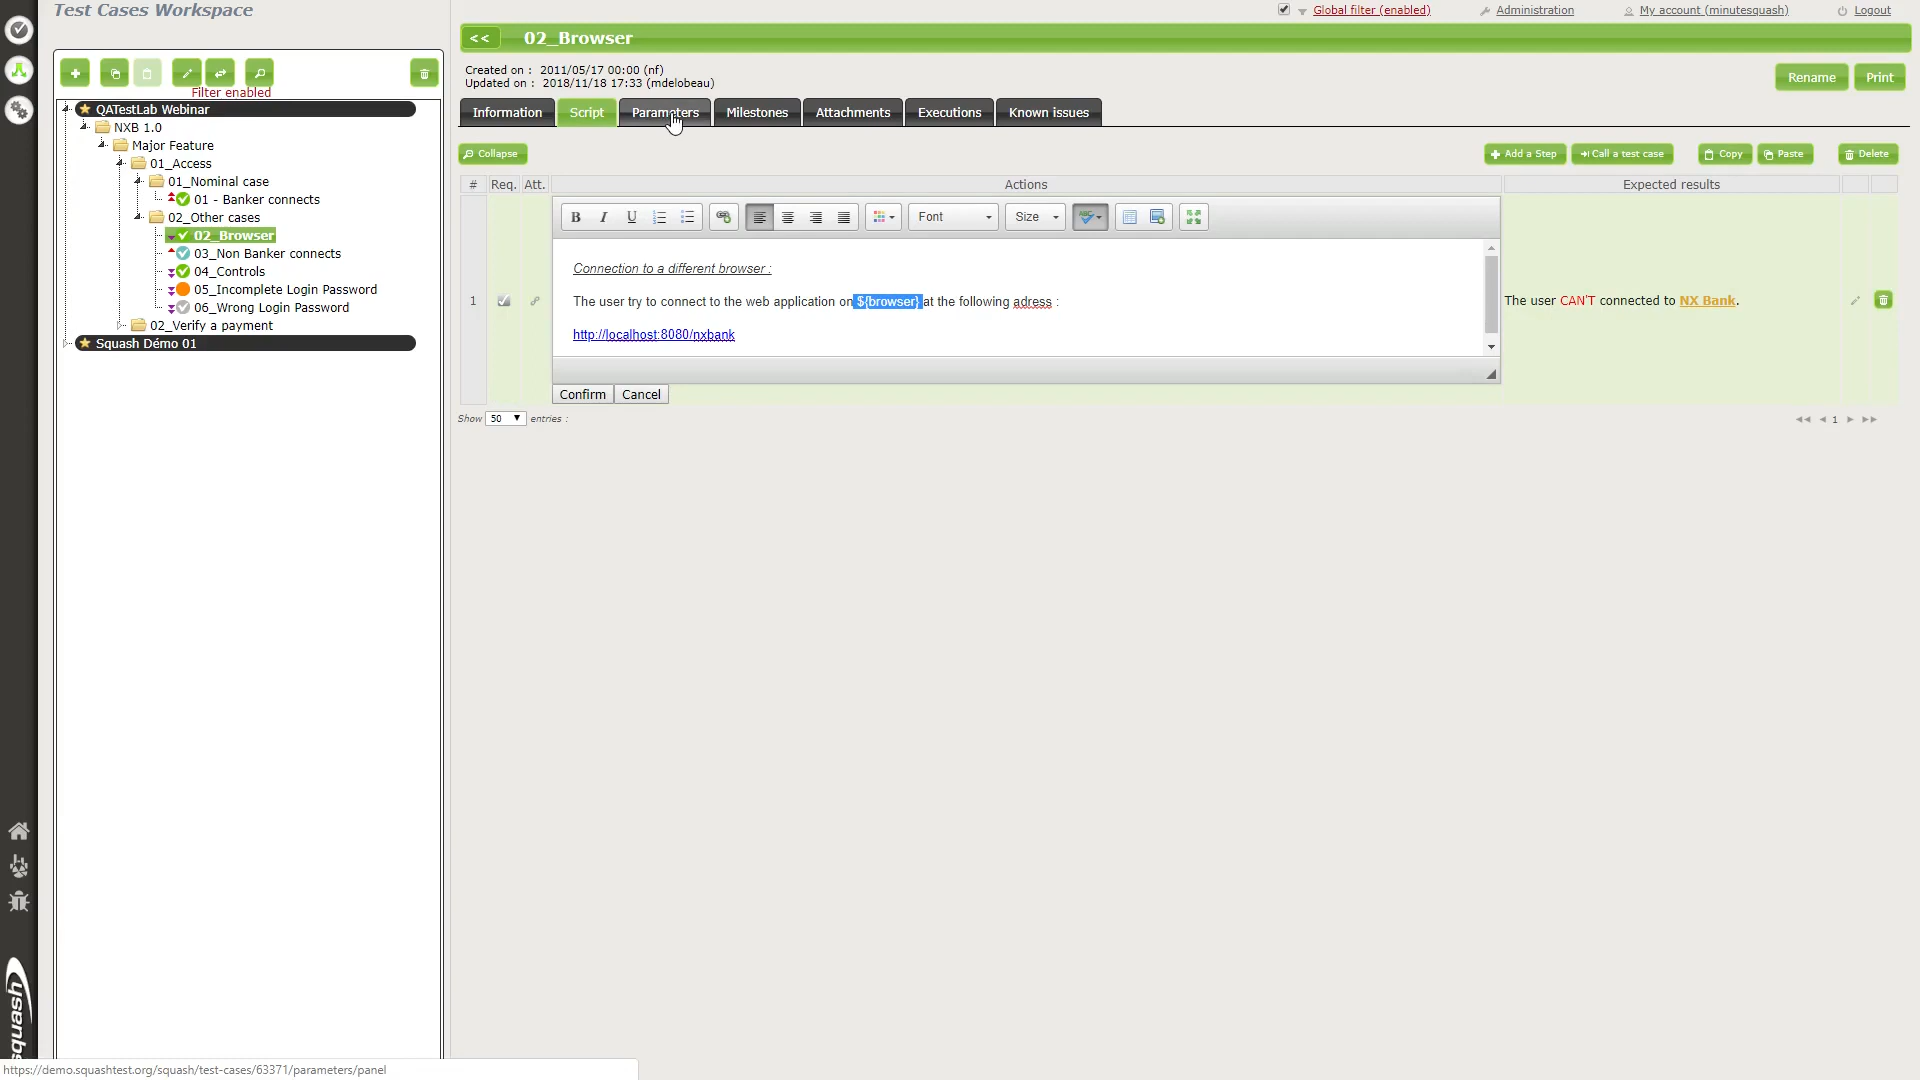 Test Cases Workspace
Global filter (enabled)
Administration
My account (minutesquash)
Logout
<<
02_Browser
Created on : 2011/05/17 00:00 (nf)
Updated on : 2018/11/18 17:33 (mdelobeau)
Rename
Print
Filter enabled
Information
Script
Parameters
Milestones
Attachments
Executions
Known issues
QATestLab Webinar
NXB 1.0
Major Feature
01_Access
01_Nominal case
01 - Banker connects
02_Other cases
02_Browser
03_Non Banker connects
04_Controls
05_Incomplete Login Password
06_Wrong Login Password
02_Verify a payment
Squash Démo 01
Collapse
Add a Step
Call a test case
Copy
Paste
Delete
#
Req.
Att.
Actions
Expected results
B
I
U
Font
Size
ABC
Connection to a different browser :
1
The user try to connect to the web application on ${browser} at the following adress :
http://localhost:8080/nxbank
The user CAN'T connected to NX Bank.
Confirm
Cancel
Show 50 entries :
1
squash
https://demo.squashtest.org/squash/test-cases/63371/parameters/panel